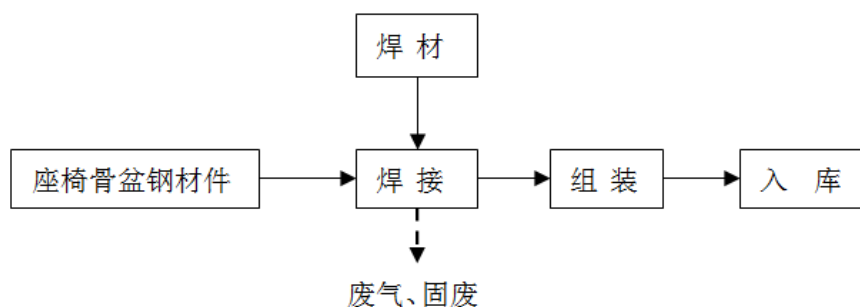 焊材
座椅骨盆钢材件
焊接
组装
入库
废气、固废